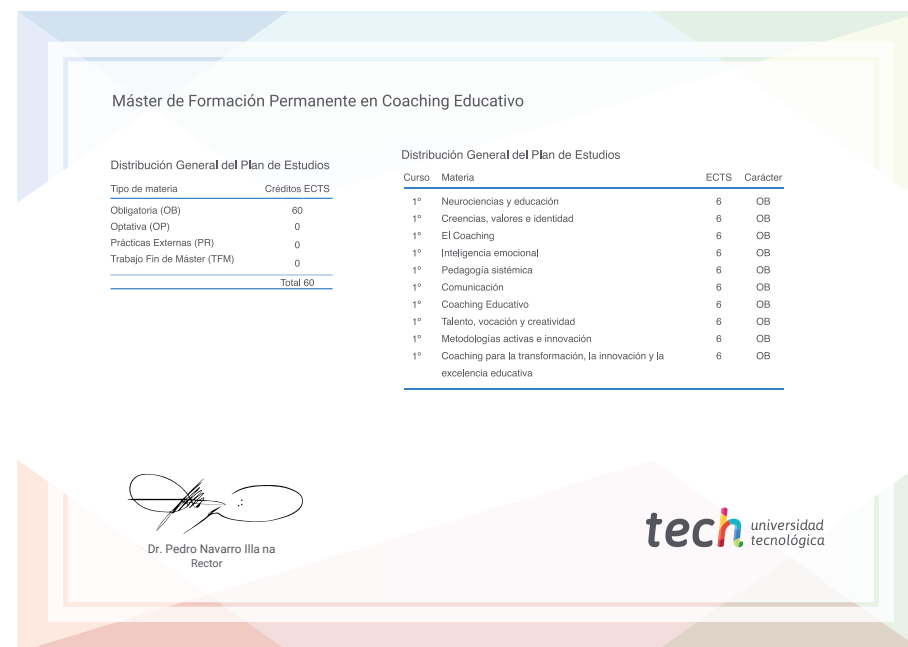 Máster de Formación Permanente en Coaching Educativo
Distribución General del Plan de Estudios
Tipo de materia Créditos ECTS
Obligatoria (OB) 60
Optativa (OP) 0
Prácticas Externas (PR) 0
Trabajo Fin de Máster (TFM) 0
Total 60
Distribución General del Plan de Estudios
Curso Materia ECTS Carácter
1º Neurociencias y educación 6 OB
1º Creencias, valores e identidad 6 OB
1º El Coaching 6 OB
1º Inteligencia emocional 6 OB
1º Pedagogía sistémica 6 OB
1º Comunicación 6 OB
1º Coaching Educativo 6 OB
1º Talento, vocación y creatividad 6 OB
1º Metodologías activas e innovación 6 OB
1º Coaching para la transformación, la innovación y la 6 OB
excelencia educativa
Dr. Pedro Navarro Illa na
Rector
tech universidad
tecnológica